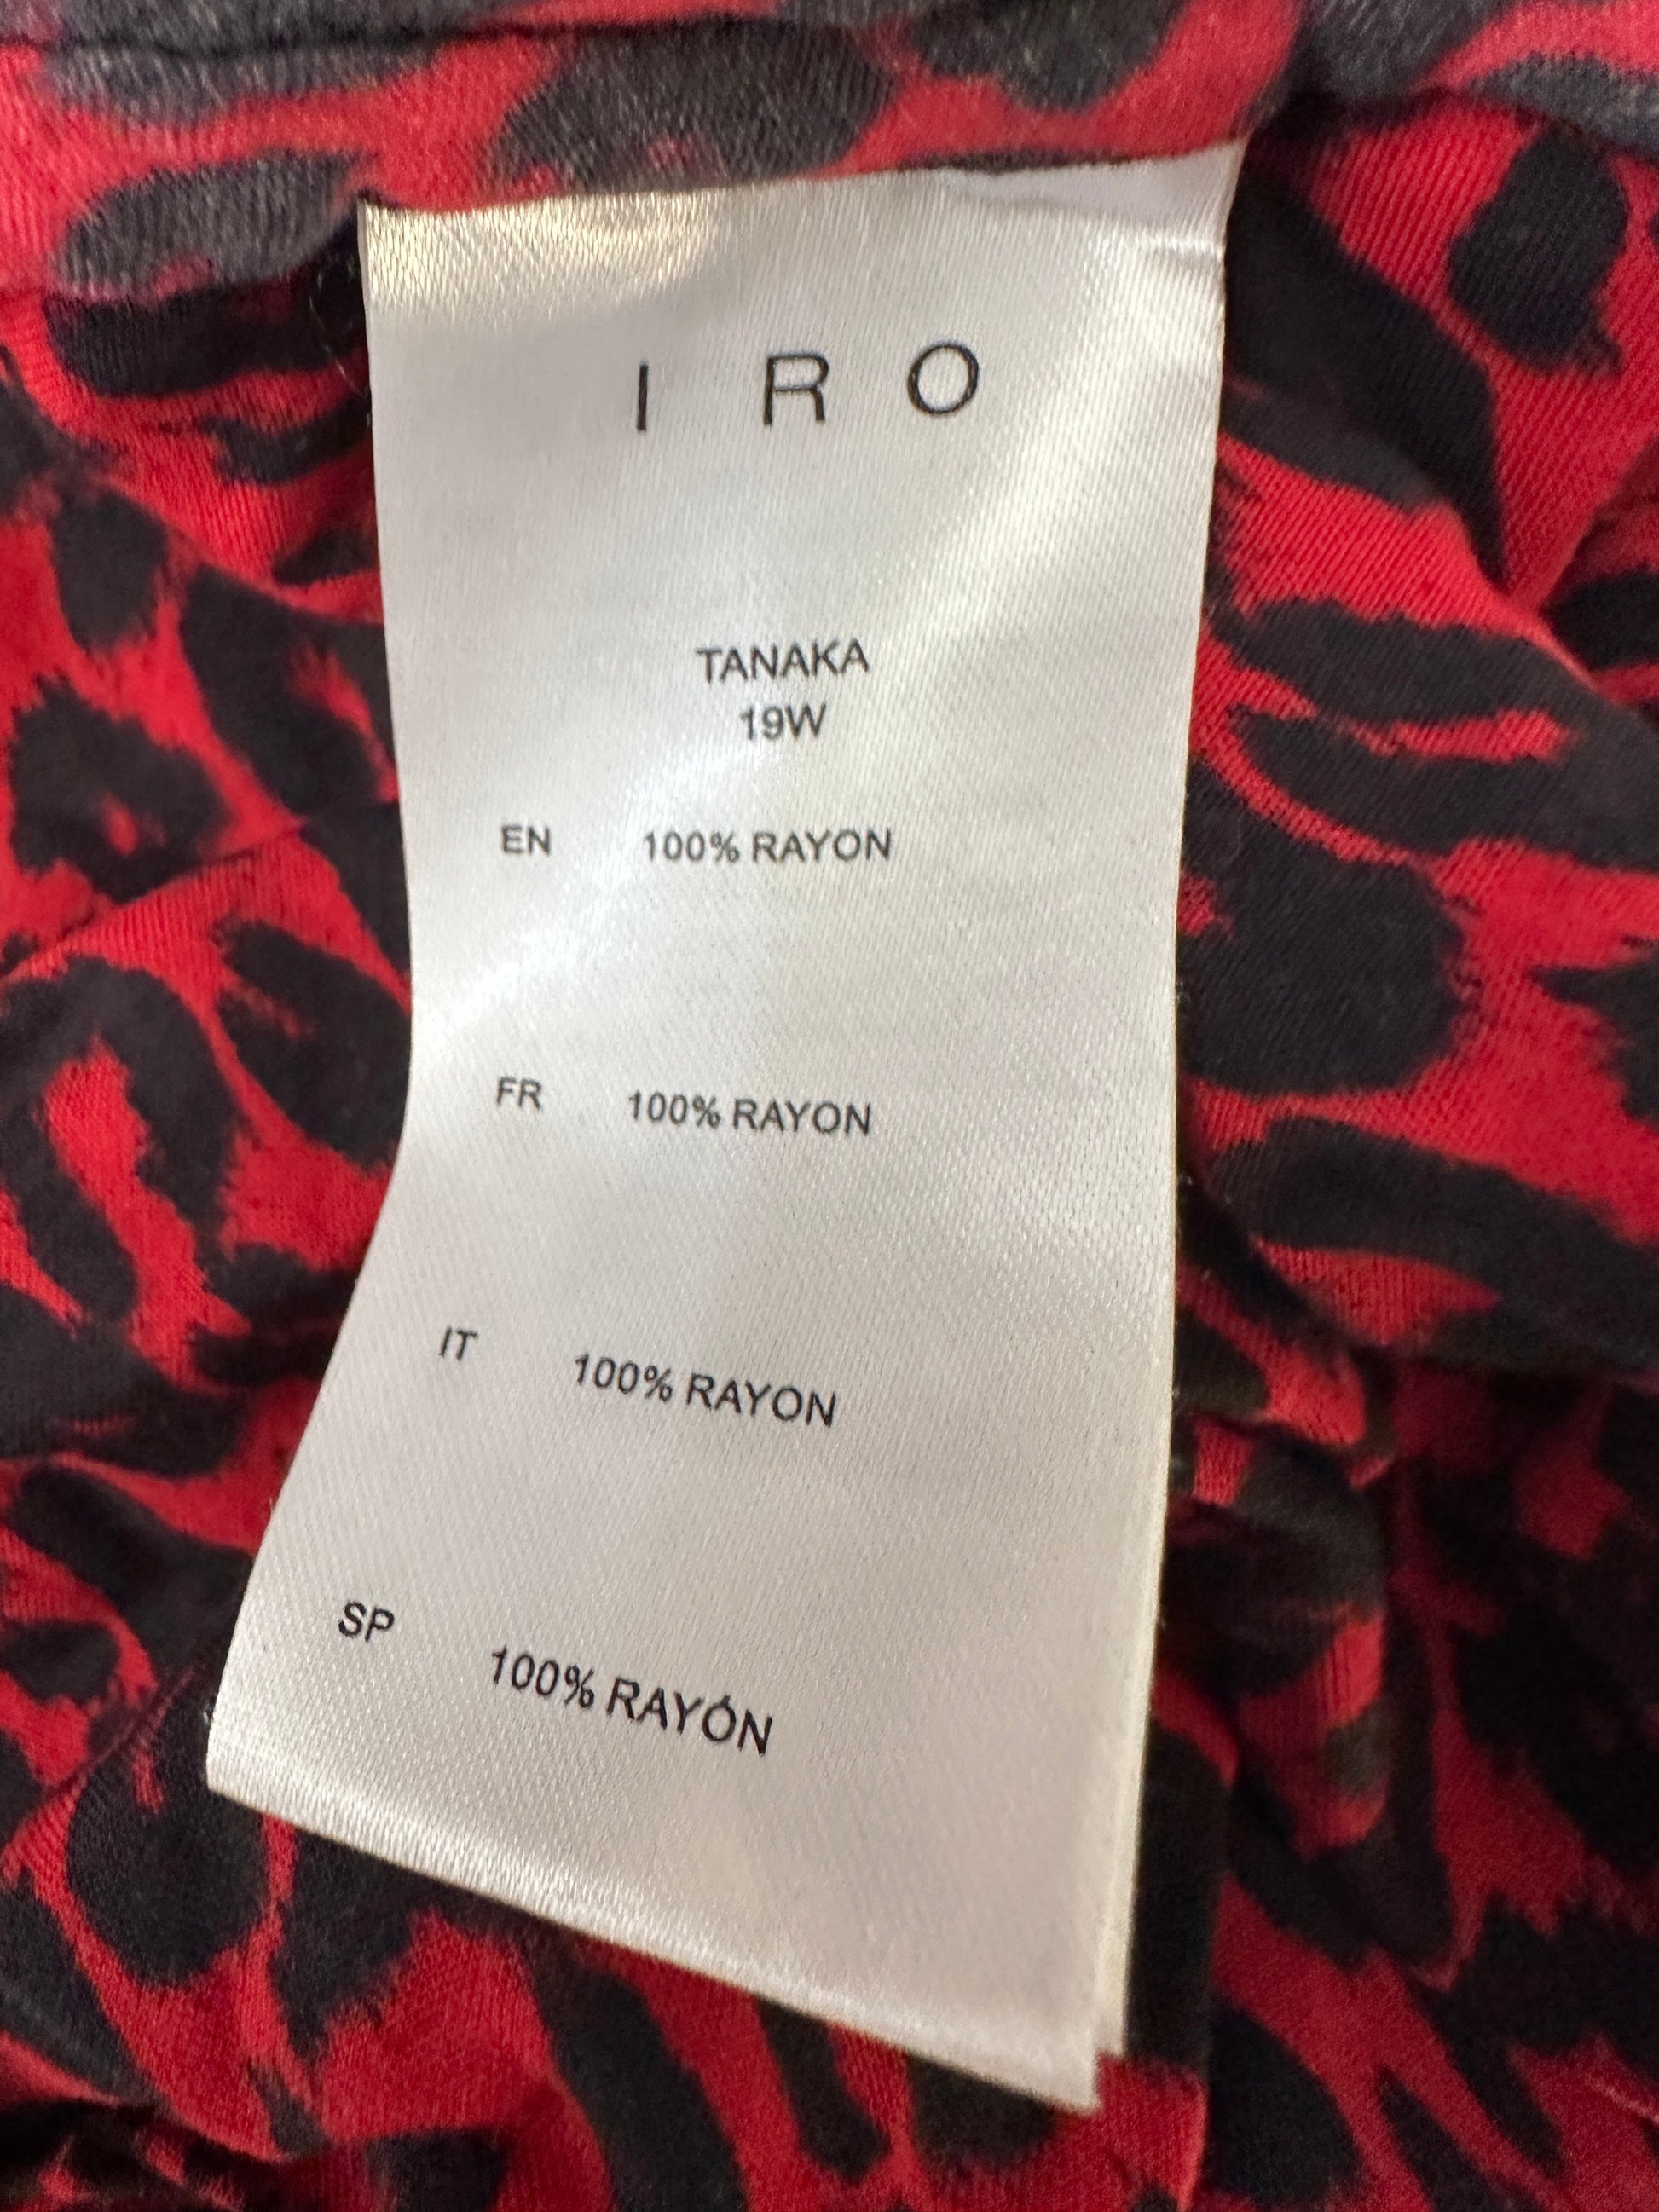 I R O
TANAKA
19W
EN 100% RAYON
FR 100% RAYON
IT 100% RAYON
SP 100% RAYÓN